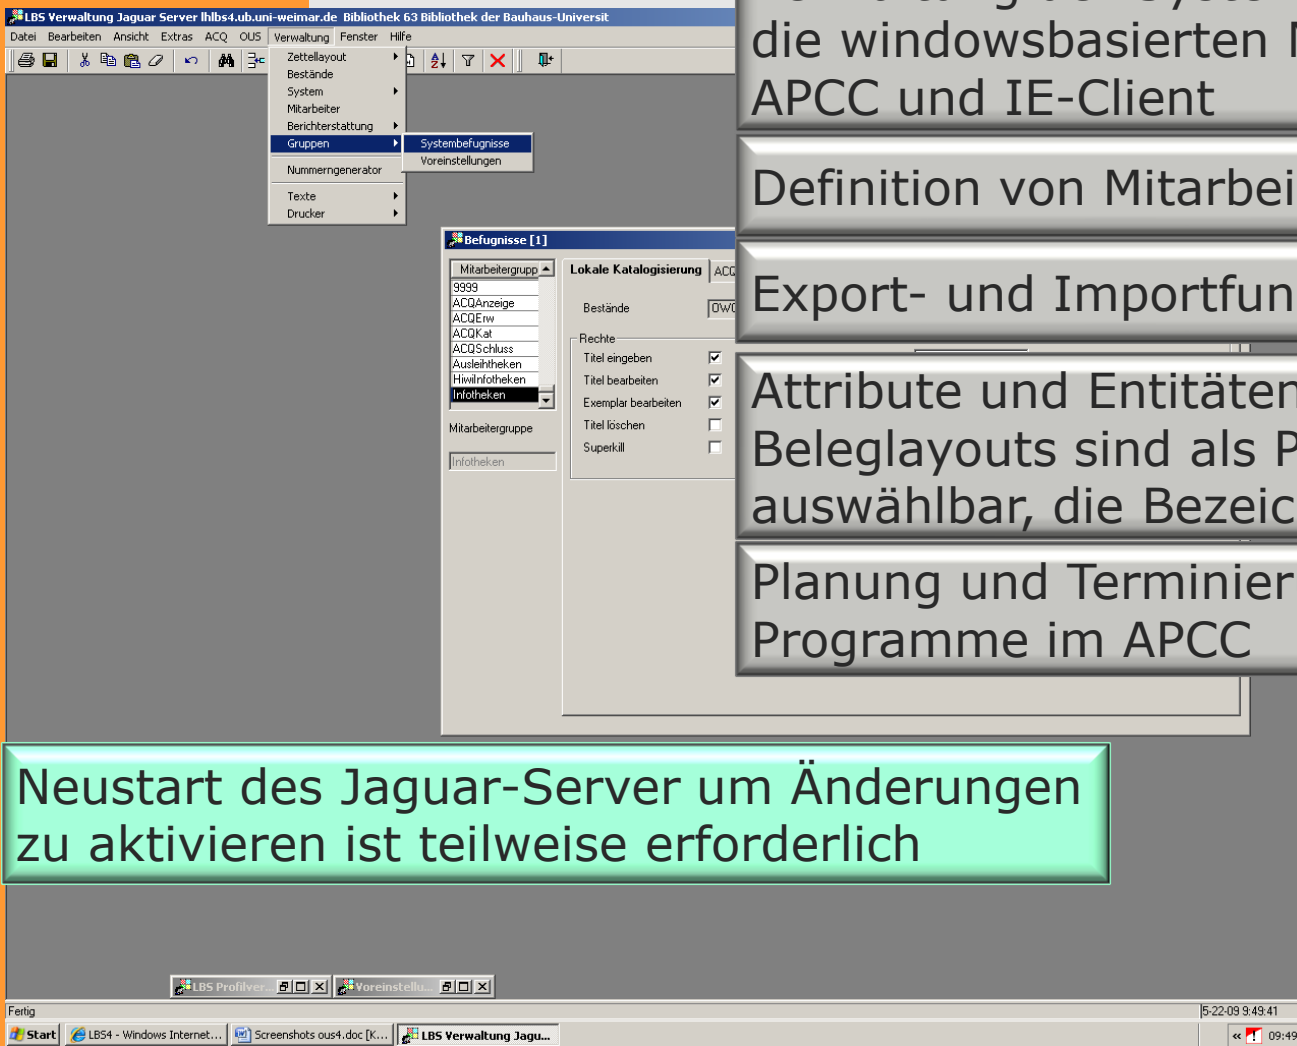 LBS Verwaltung Jaguar Server lhlbs4.ub.uni-weimar.de Bibliothek 63 Bibliothek der Bauhaus-Universit
Datei Bearbeiten Ansicht Extras ACQ OUS Verwaltung Fenster Hilfe
Zettellayout
Bestände
System
Mitarbeiter
Berichterstattung
Gruppen
Nummerngenerator
Texte
Drucker
Systembefugnisse
Voreinstellungen
die windowsbasierten
APCC und IE-Client
Definition von Mitarbei
Export- und Importfun
Attribute und Entitäten
Beleglayouts sind als P
auswählbar, die Bezeic
Planung und Terminier
Programme im APCC
Befugnisse [1]
Mitarbeitergrupp
9999
ACQAnzeige
ACQErw
ACQKat
ACQSchluss
Ausleihtheken
HiwiInfotheken
Infotheken
Mitarbeitergruppe
Infotheken
Lokale Katalogisierung ACQ
Bestände
Rechte
Titel eingeben
Titel bearbeiten
Exemplar bearbeiten
Titel löschen
Superkill
Neustart des Jaguar-Server um Änderungen
zu aktivieren ist teilweise erforderlich
LBS Profilver... Voreinstellu...
Fertig
5-22-09 9:49:41
Start LBS4 - Windows Internet... Screenshots ous4.doc [K... LBS Verwaltung Jagu...
« 09:49